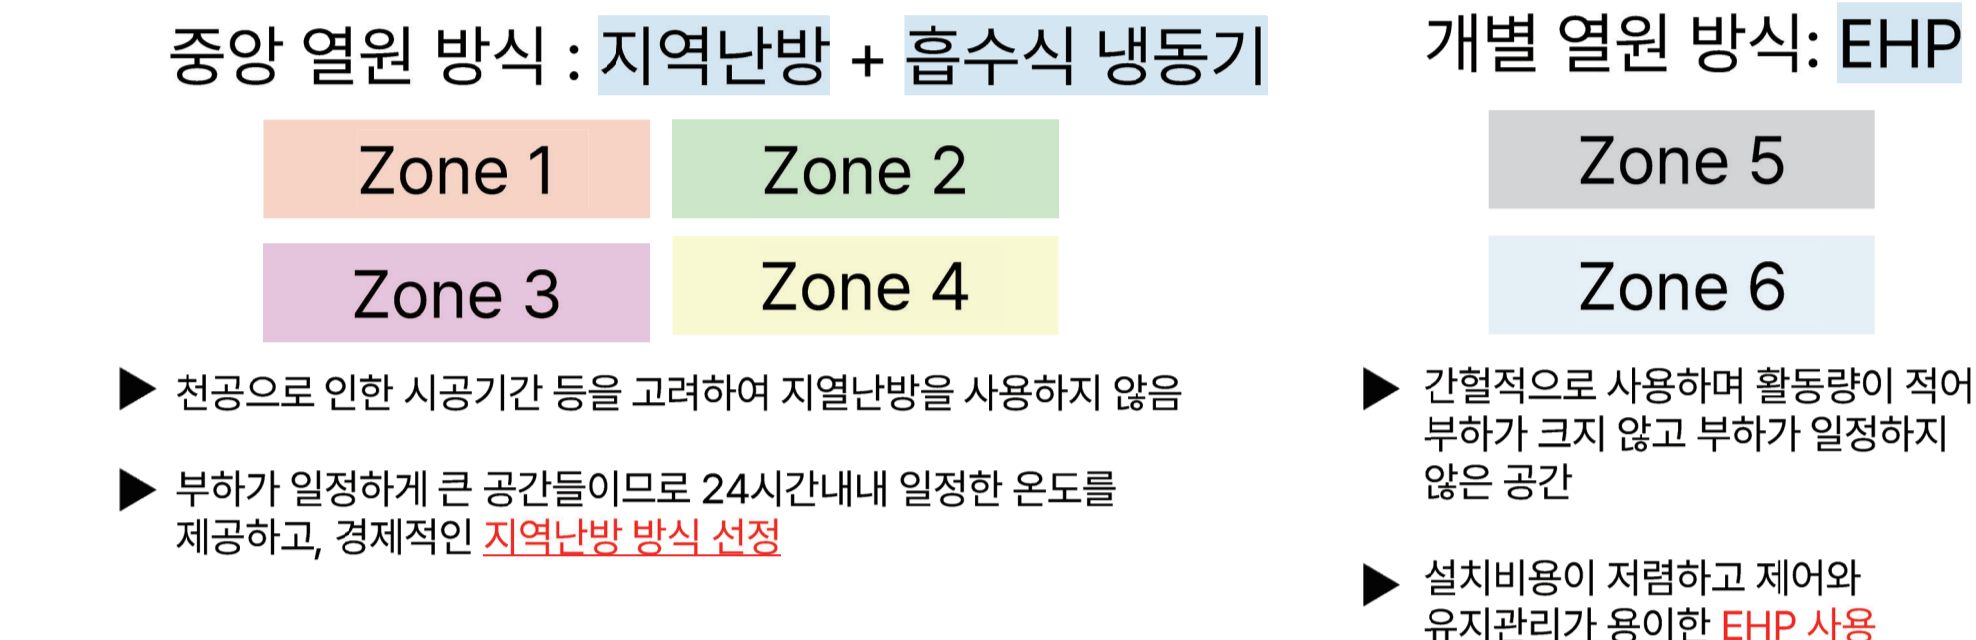 중앙 열원 방식 : 지역난방 + 흡수식 냉동기
Zone 1
Zone 2
Zone 3
Zone 4
▶ 천공으로 인한 시공기간 등을 고려하여 지열난방을 사용하지 않음
▶ 부하가 일정하게 큰 공간들이므로 24시간내내 일정한 온도를
제공하고, 경제적인 지역난방 방식 선정
개별 열원 방식: EHP
Zone 5
Zone 6
▶ 간헐적으로 사용하며 활동량이 적어
부하가 크지 않고 부하가 일정하지
않은 공간
▶ 설치비용이 저렴하고 제어와
유지관리가 용이한 EHP 사용